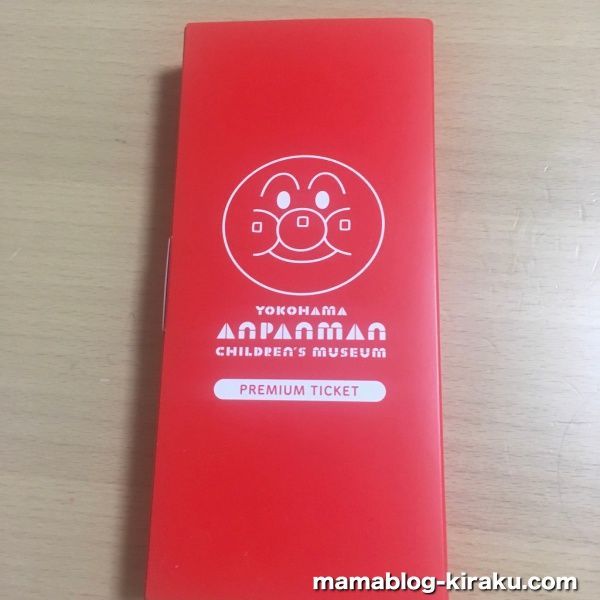 YOKOHAMA
ANPANMAN
CHILDREN'S MUSEUM
PREMIUM TICKET
mamablog-kiraku.com